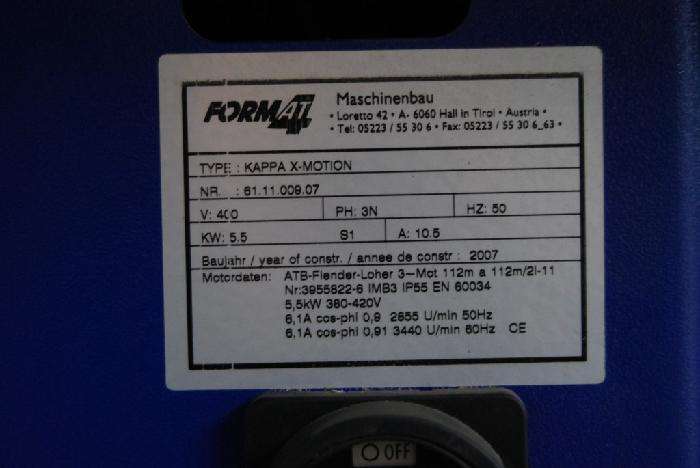 FORMAT 4
Maschinenbau
• Loretto 42 • A- 6060 Hall in Tirol • Austria •
• Tel: 05223 / 55 30 6 • Fax: 05223 / 55 30 6_63 •
TYPE : KAPPA X-MOTION
NR. : 61.11.009.07
V: 400 PH: 3N HZ: 50
KW: 5.5 S1 A: 10.5
Baujahr / year of constr. / annee de constr : 2007
Motordaten: ATB-Flender-Loher 3-Mot 112m a 112m/2l-11
Nr:3955822-6 IMB3 IP55 EN 60034
5,5kW 380-420V
6,1A cos-phi 0,9 2855 U/min 50Hz
6,1A cos-phi 0,91 3440 U/min 60Hz CE
O OFF